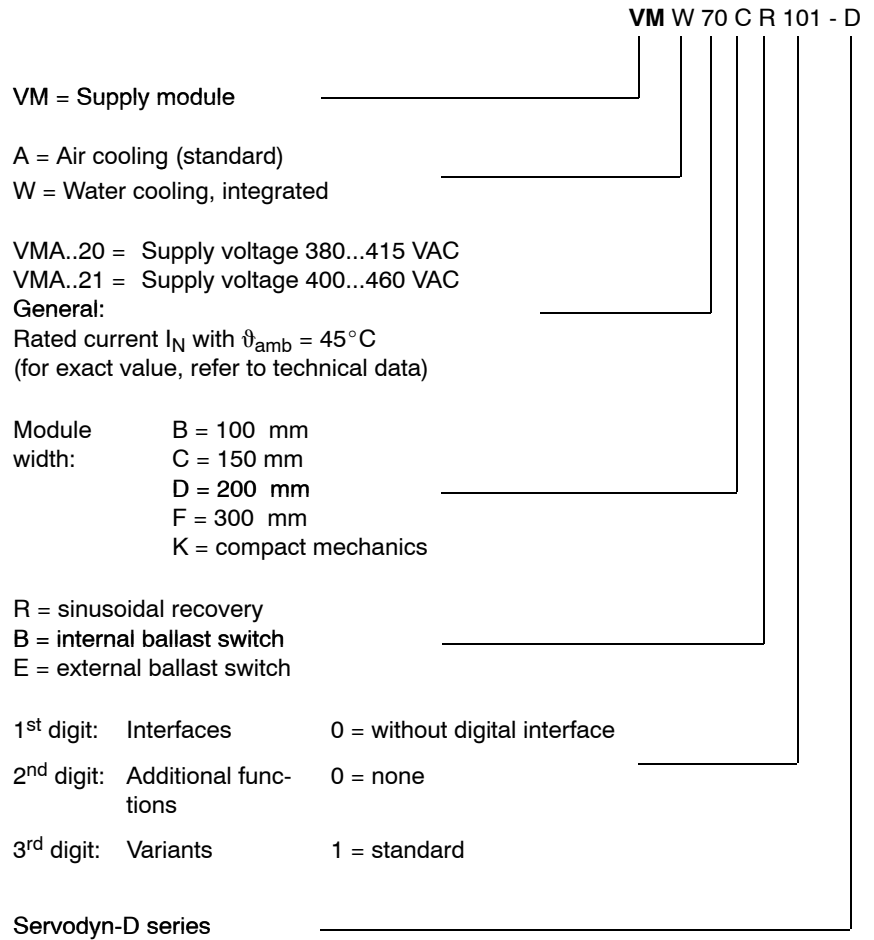 VM W 70 C R 101 - D
VM = Supply module
A = Air cooling (standard)
W = Water cooling, integrated
VMA..20 = Supply voltage 380...415 VAC
VMA..21 = Supply voltage 400...460 VAC
General:
Rated current IN with ϑamb = 45°C
(for exact value, refer to technical data)
Module B = 100 mm
width: C = 150 mm
D = 200 mm
F = 300 mm
K = compact mechanics
R = sinusoidal recovery
B = internal ballast switch
E = external ballast switch
1st digit: Interfaces 0 = without digital interface
2nd digit: Additional func- 0 = none
tions
3rd digit: Variants 1 = standard
Servodyn-D series